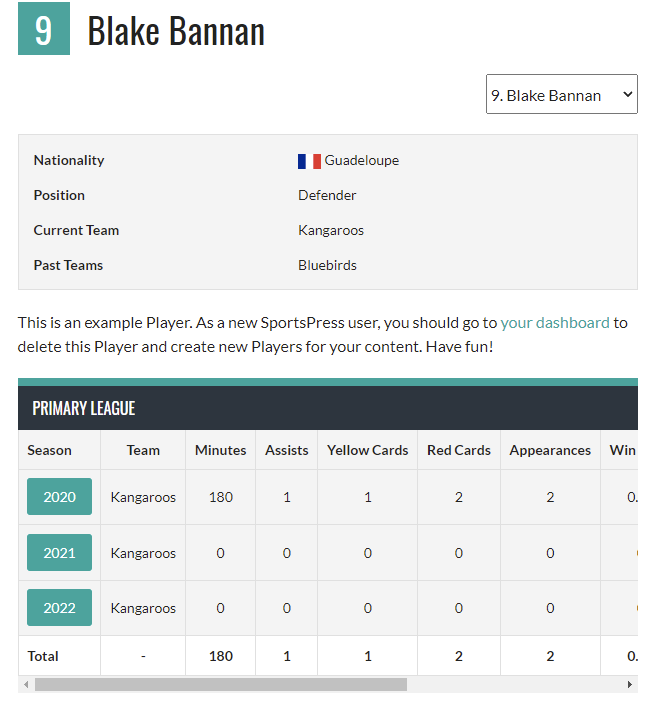 9 Blake Bannan
9. Blake Bannan
Nationality Guadeloupe
Position Defender
Current Team Kangaroos
Past Teams Bluebirds
This is an example Player. As a new SportsPress user, you should go to your dashboard to
delete this Player and create new Players for your content. Have fun!
PRIMARY LEAGUE
Season Team Minutes Assists Yellow Cards Red Cards Appearances Win
2020 Kangaroos 180 1 1 2 2 0.
2021 Kangaroos 0 0 0 0 0
2022 Kangaroos 0 0 0 0 0
Total - 180 1 1 2 2 0.